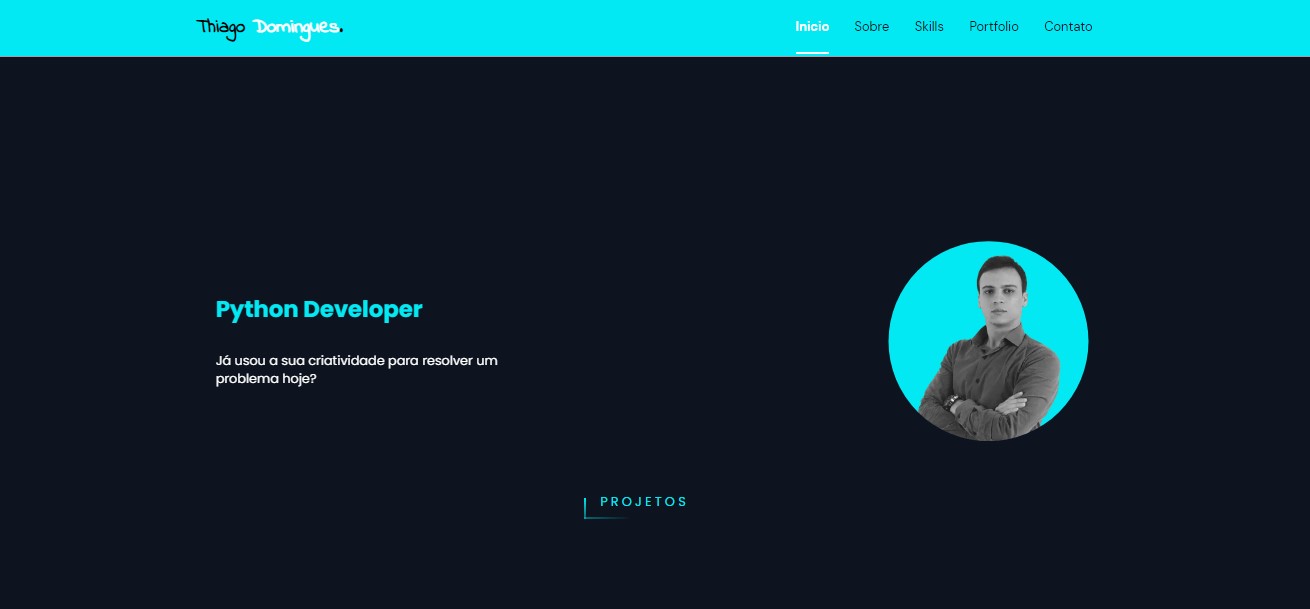 Thiago Domingues.
Inicio
Sobre
Skills
Portfolio
Contato
Python Developer
Já usou a sua criatividade para resolver um
problema hoje?
PROJETOS